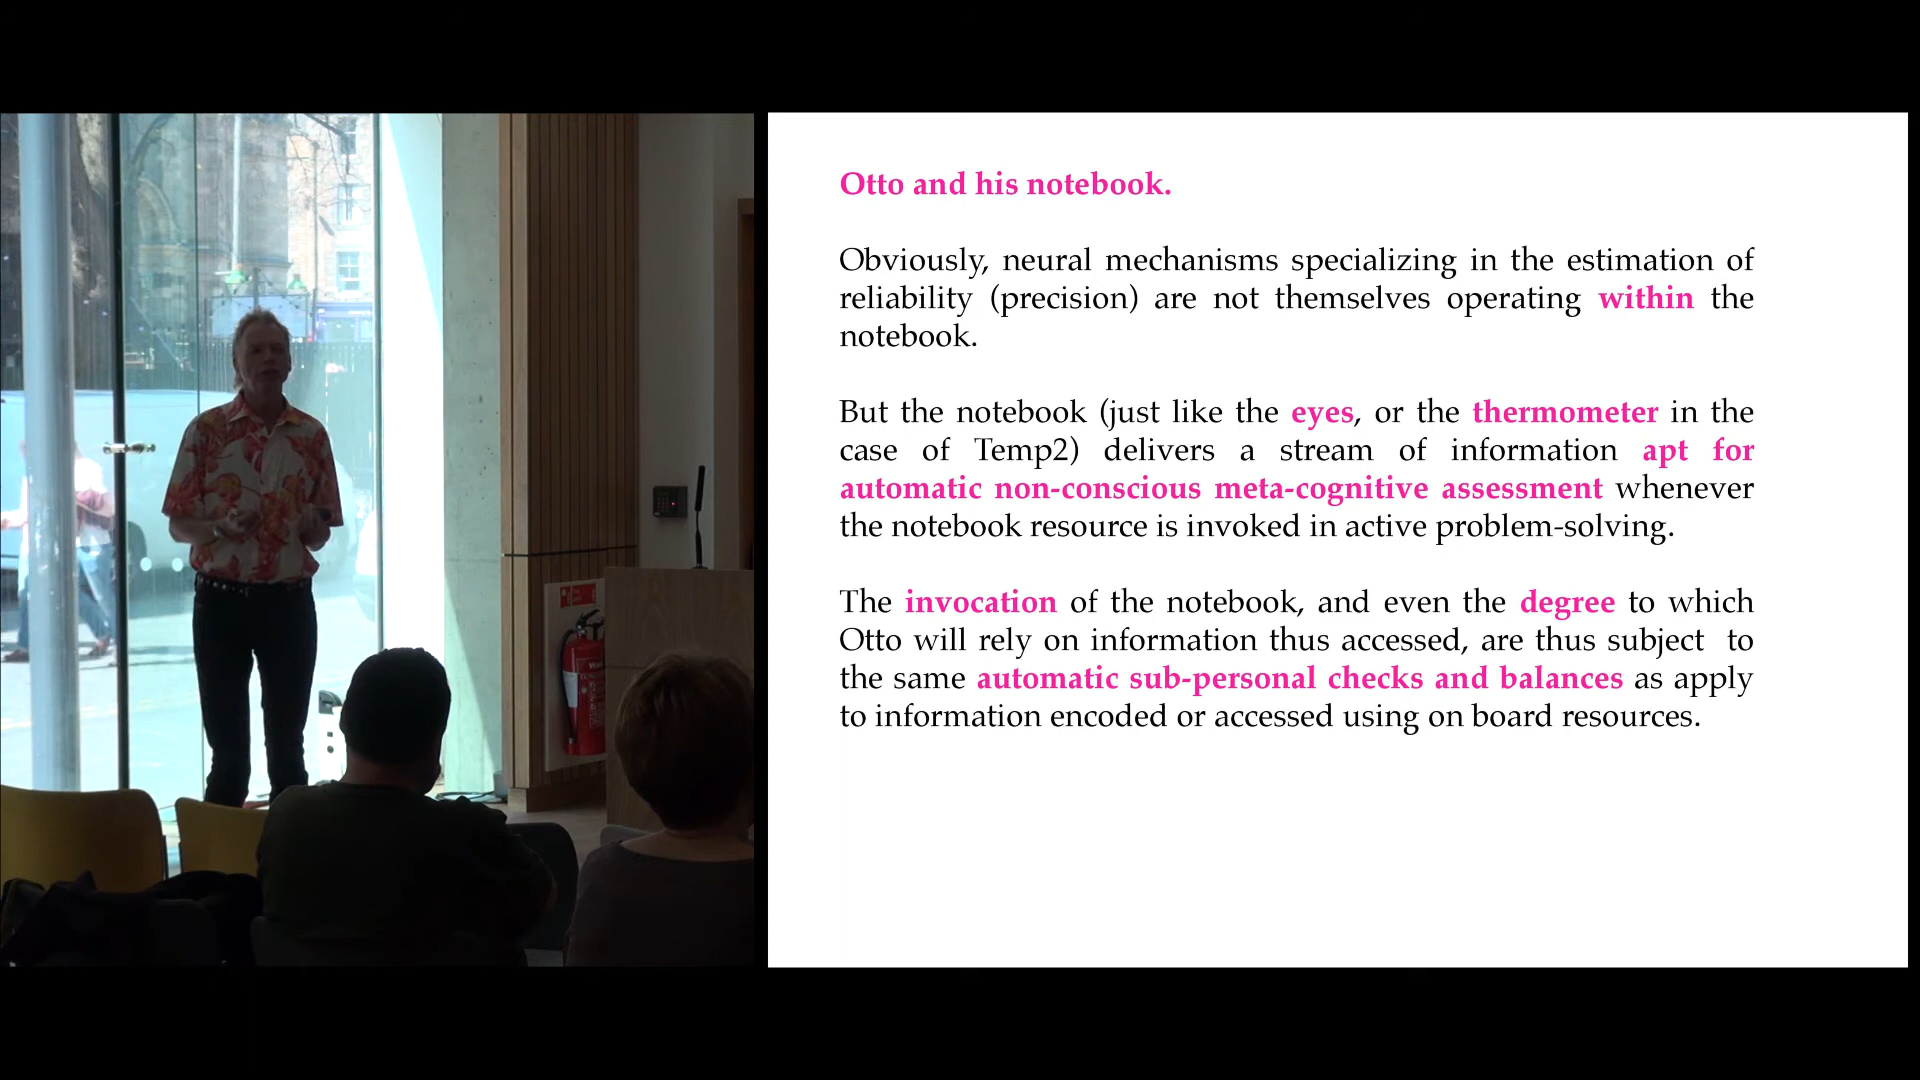 Otto and his notebook.
Obviously, neural mechanisms specializing in the estimation of
reliability (precision) are not themselves operating within the
notebook.
But the notebook (just like the eyes, or the thermometer in the
case of Temp2) delivers a stream of information apt for
automatic non-conscious meta-cognitive assessment whenever
the notebook resource is invoked in active problem-solving.
The invocation of the notebook, and even the degree to which
Otto will rely on information thus accessed, are thus subject to
the same automatic sub-personal checks and balances as apply
to information encoded or accessed using on board resources.